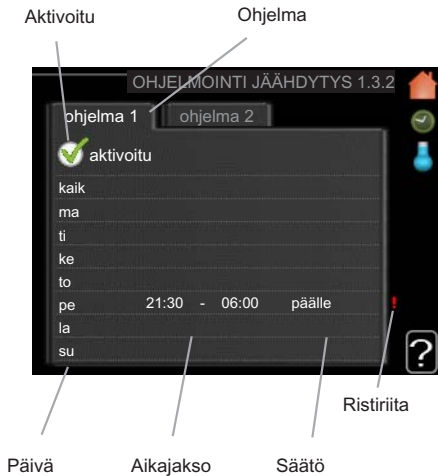 Aktivoitu Ohjelma
OHJELMOINTI JÄÄHDYTYS 1.3.2
ohjelma 1 ohjelma 2
aktivoitu
kaik
ma
ti
ke
to
pe 21:30 - 06:00 päälle !
la
su
?
Ristiriita
Päivä Aikajakso Säätö